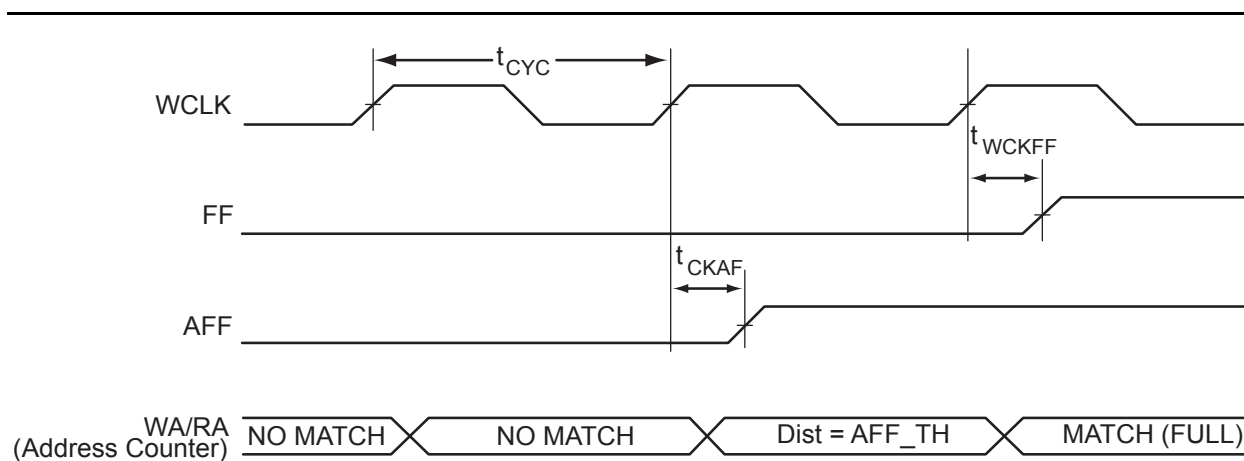 tCYC
WCLK
tWCKFF
FF
tCKAF
AFF
WA/RA
(Address Counter)
NO MATCH
NO MATCH
Dist = AFF_TH
MATCH (FULL)